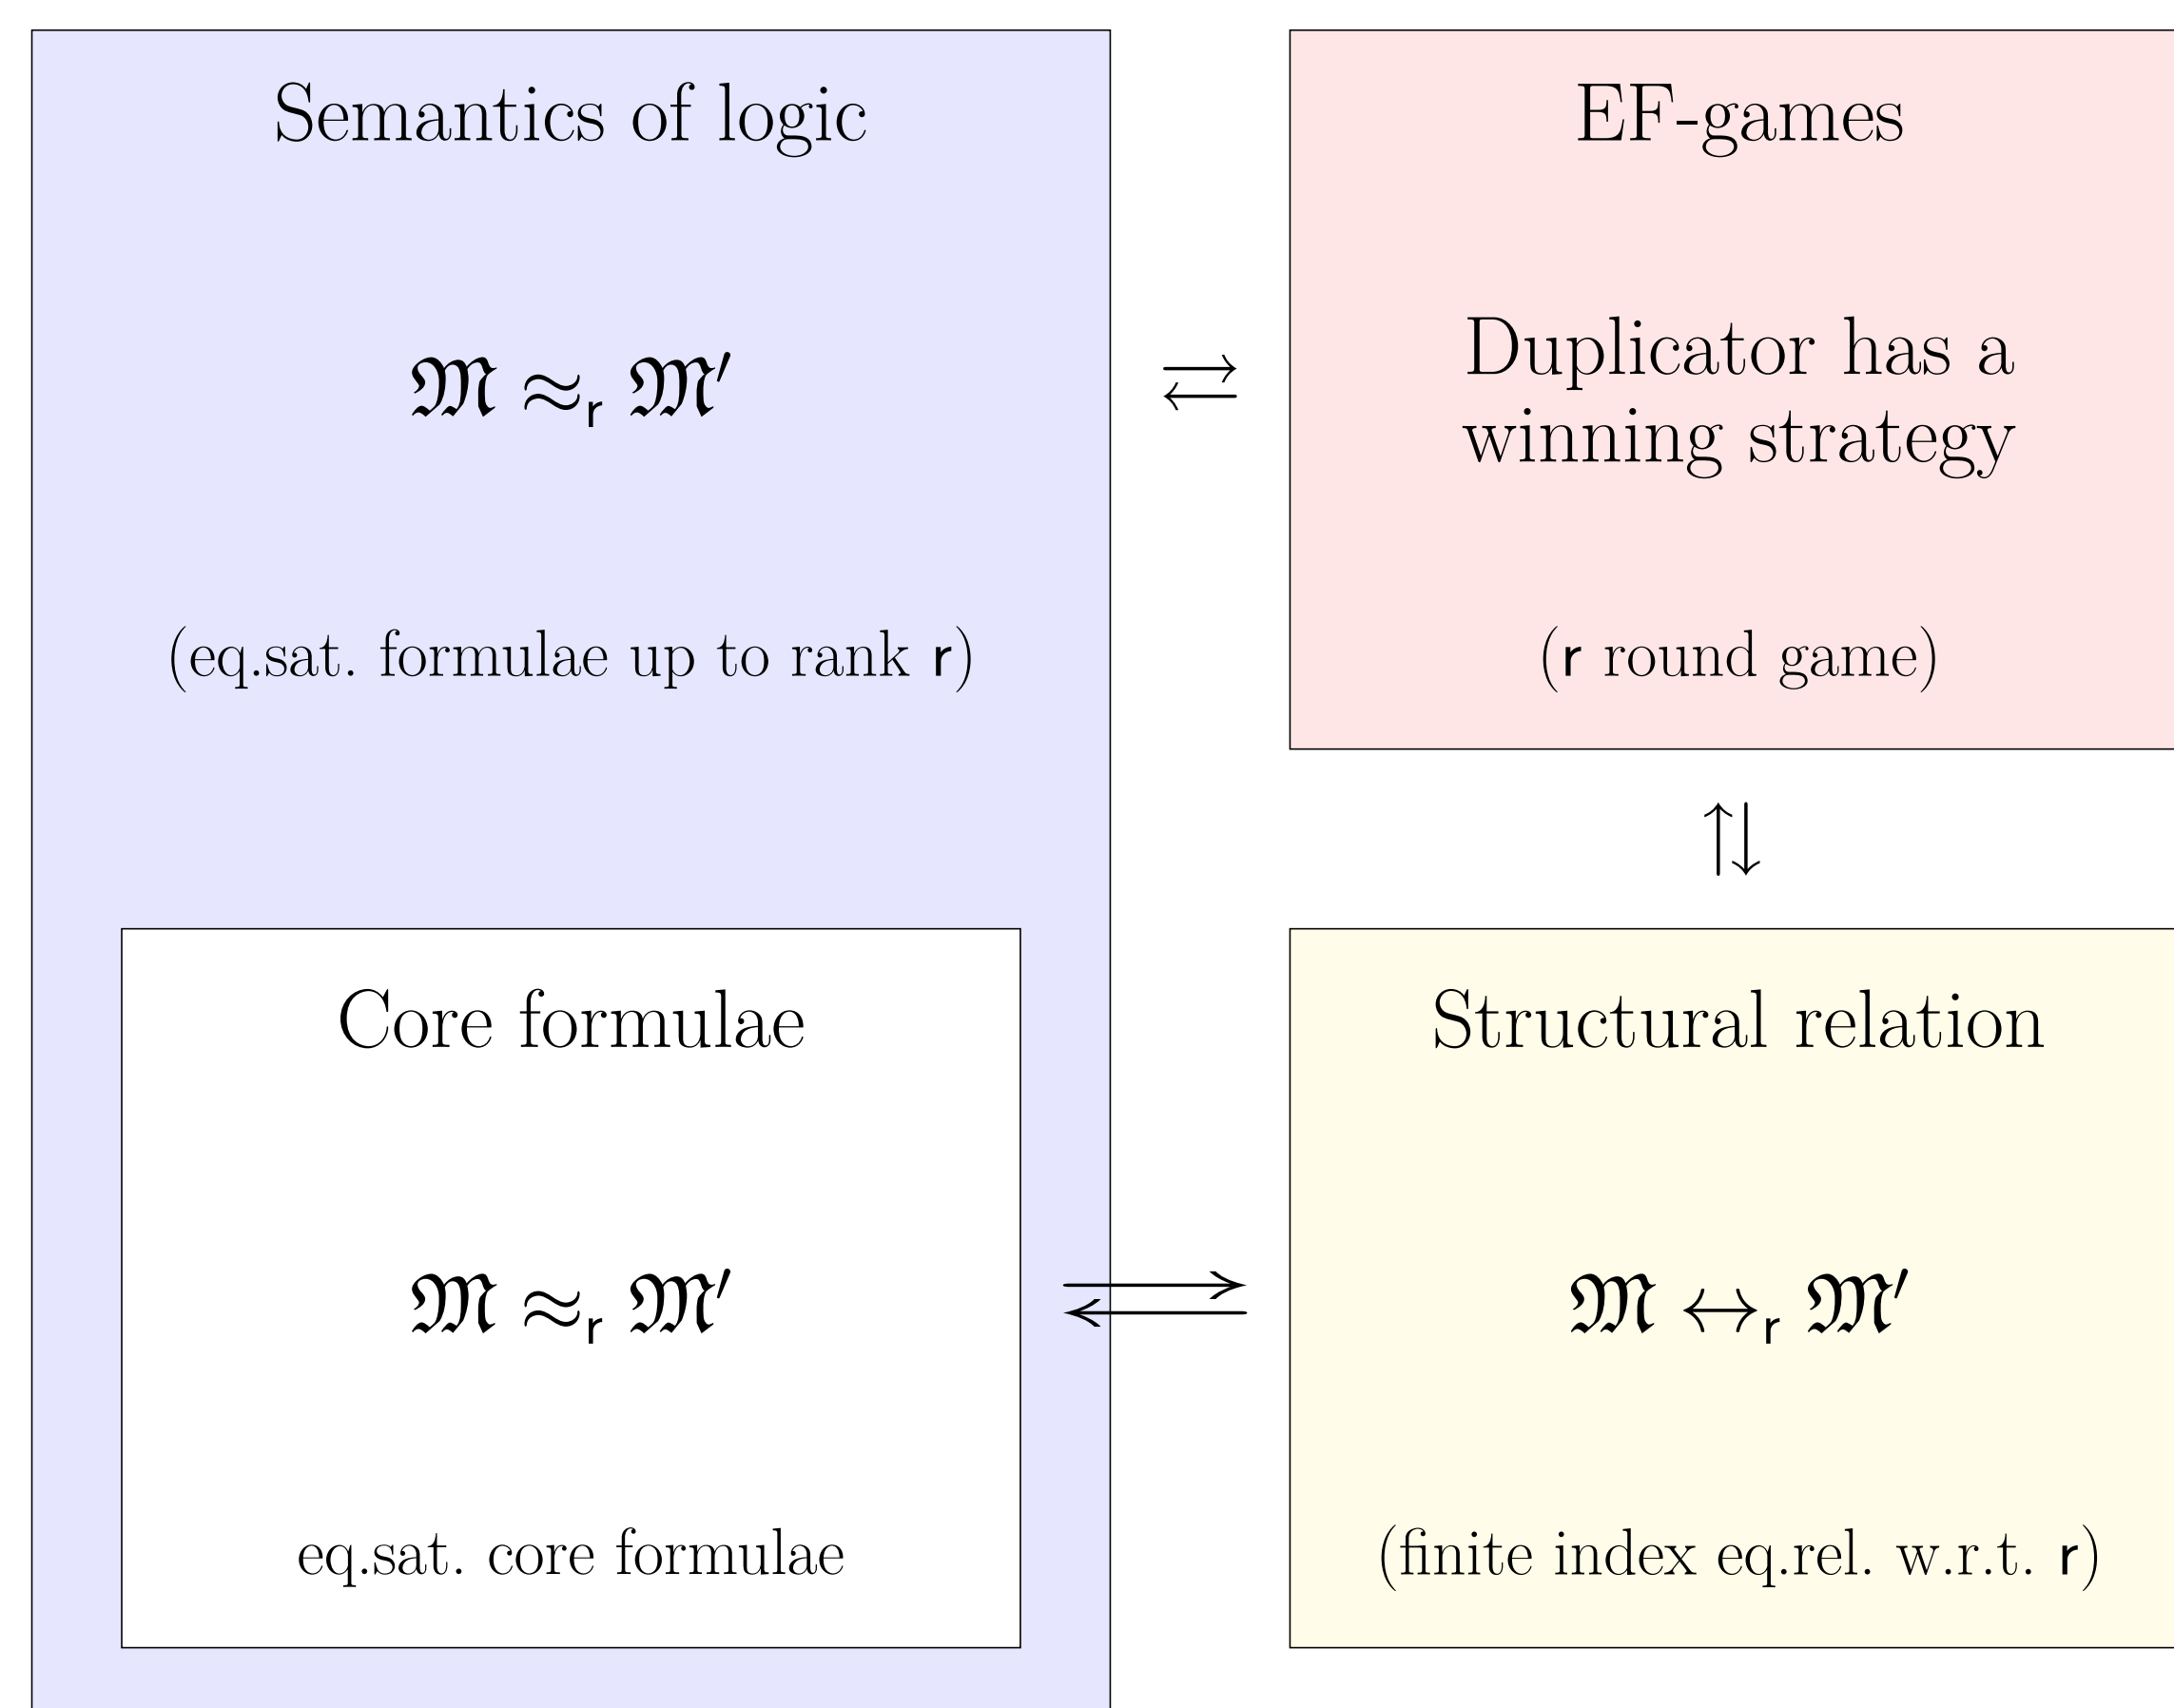 Semantics of logic
𝔐 ≈ᵣ 𝔐′
(eq.sat. formulae up to rank r)
⇄
EF-games
Duplicator has a
winning strategy
(r round game)
⇅
Core formulae
𝔐 ≈ᵣ 𝔐′
eq.sat. core formulae
⇄
Structural relation
𝔐 ↔ᵣ 𝔐′
(finite index eq.rel. w.r.t. r)